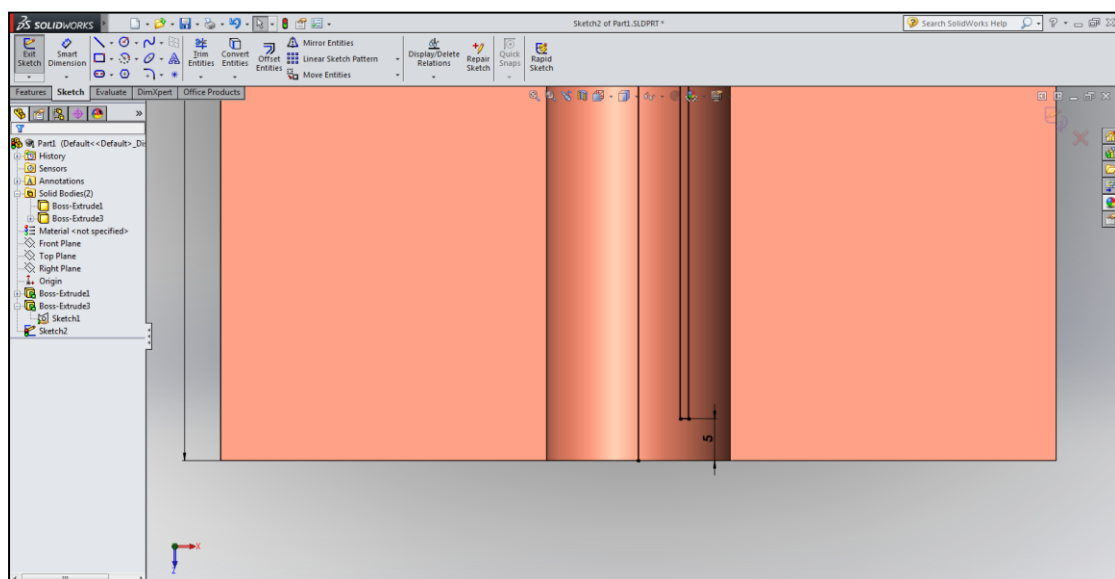 SOLIDWORKS
Sketch2 of Part1.SLDPRT *
Search SolidWorks Help
Exit Sketch
Smart Dimension
Trim Entities
Convert Entities
Offset Entities
Mirror Entities
Linear Sketch Pattern
Move Entities
Display/Delete Relations
Repair Sketch
Quick Snaps
Rapid Sketch
Features Sketch Evaluate DimXpert Office Products
Part1 (Default<<Default>_Dis
History
Sensors
Annotations
Solid Bodies(2)
Boss-Extrude1
Boss-Extrude3
Material <not specified>
Front Plane
Top Plane
Right Plane
Origin
Boss-Extrude1
Boss-Extrude3
Sketch1
Sketch2
5
X
Z